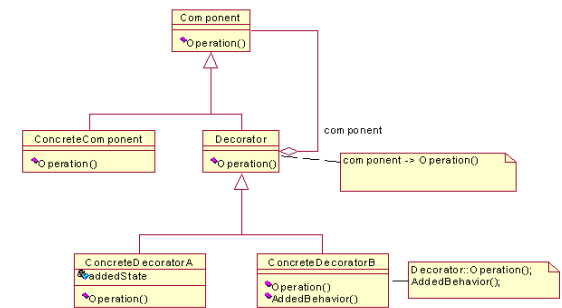 Component
Operation()
component
ConcreteComponent
Operation()
Decorator
Operation()
component -> Operation()
ConcreteDecoratorA
addedState
Operation()
ConcreteDecoratorB
Operation()
AddedBehavior()
Decorator::Operation();
AddedBehavior();